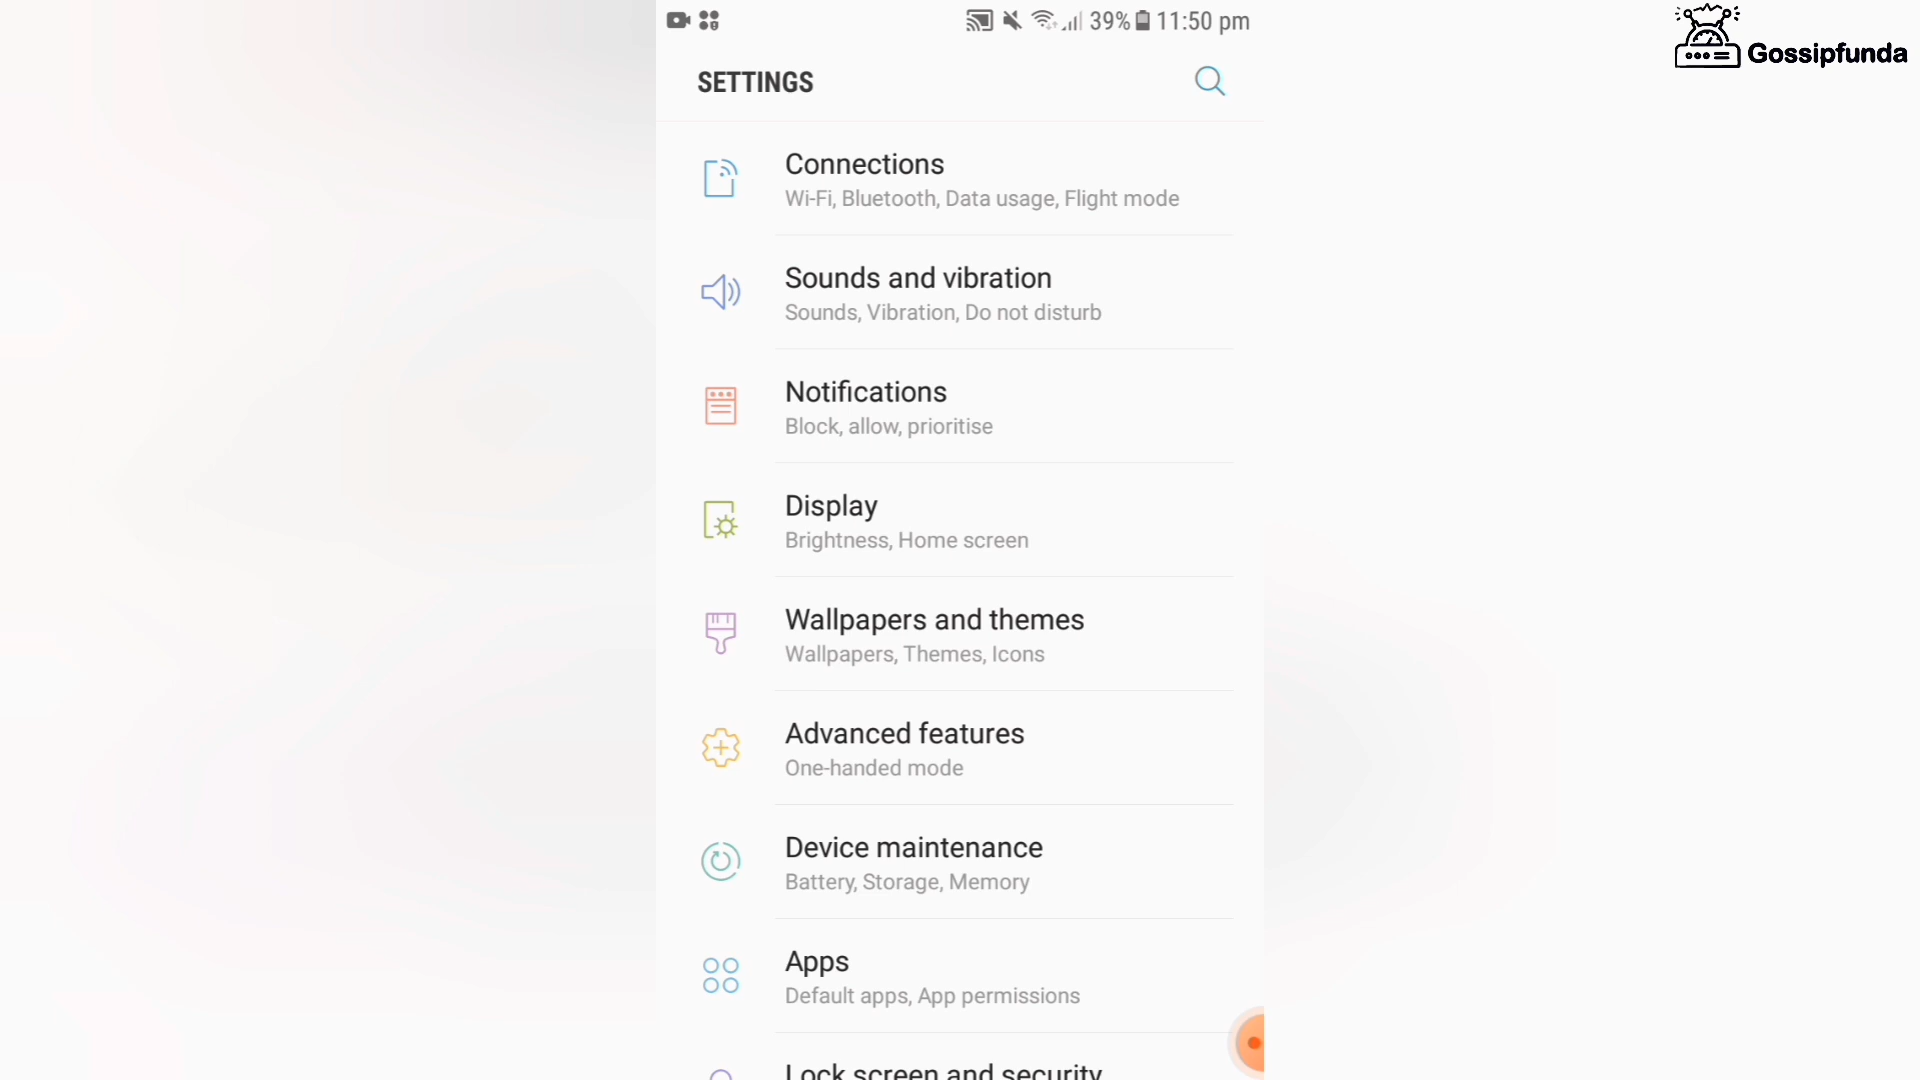 39% 11:50 pm
Gossipfunda
SETTINGS
Connections
Wi-Fi, Bluetooth, Data usage, Flight mode
Sounds and vibration
Sounds, Vibration, Do not disturb
Notifications
Block, allow, prioritise
Display
Brightness, Home screen
Wallpapers and themes
Wallpapers, Themes, Icons
Advanced features
One-handed mode
Device maintenance
Battery, Storage, Memory
Apps
Default apps, App permissions
Lock screen and security